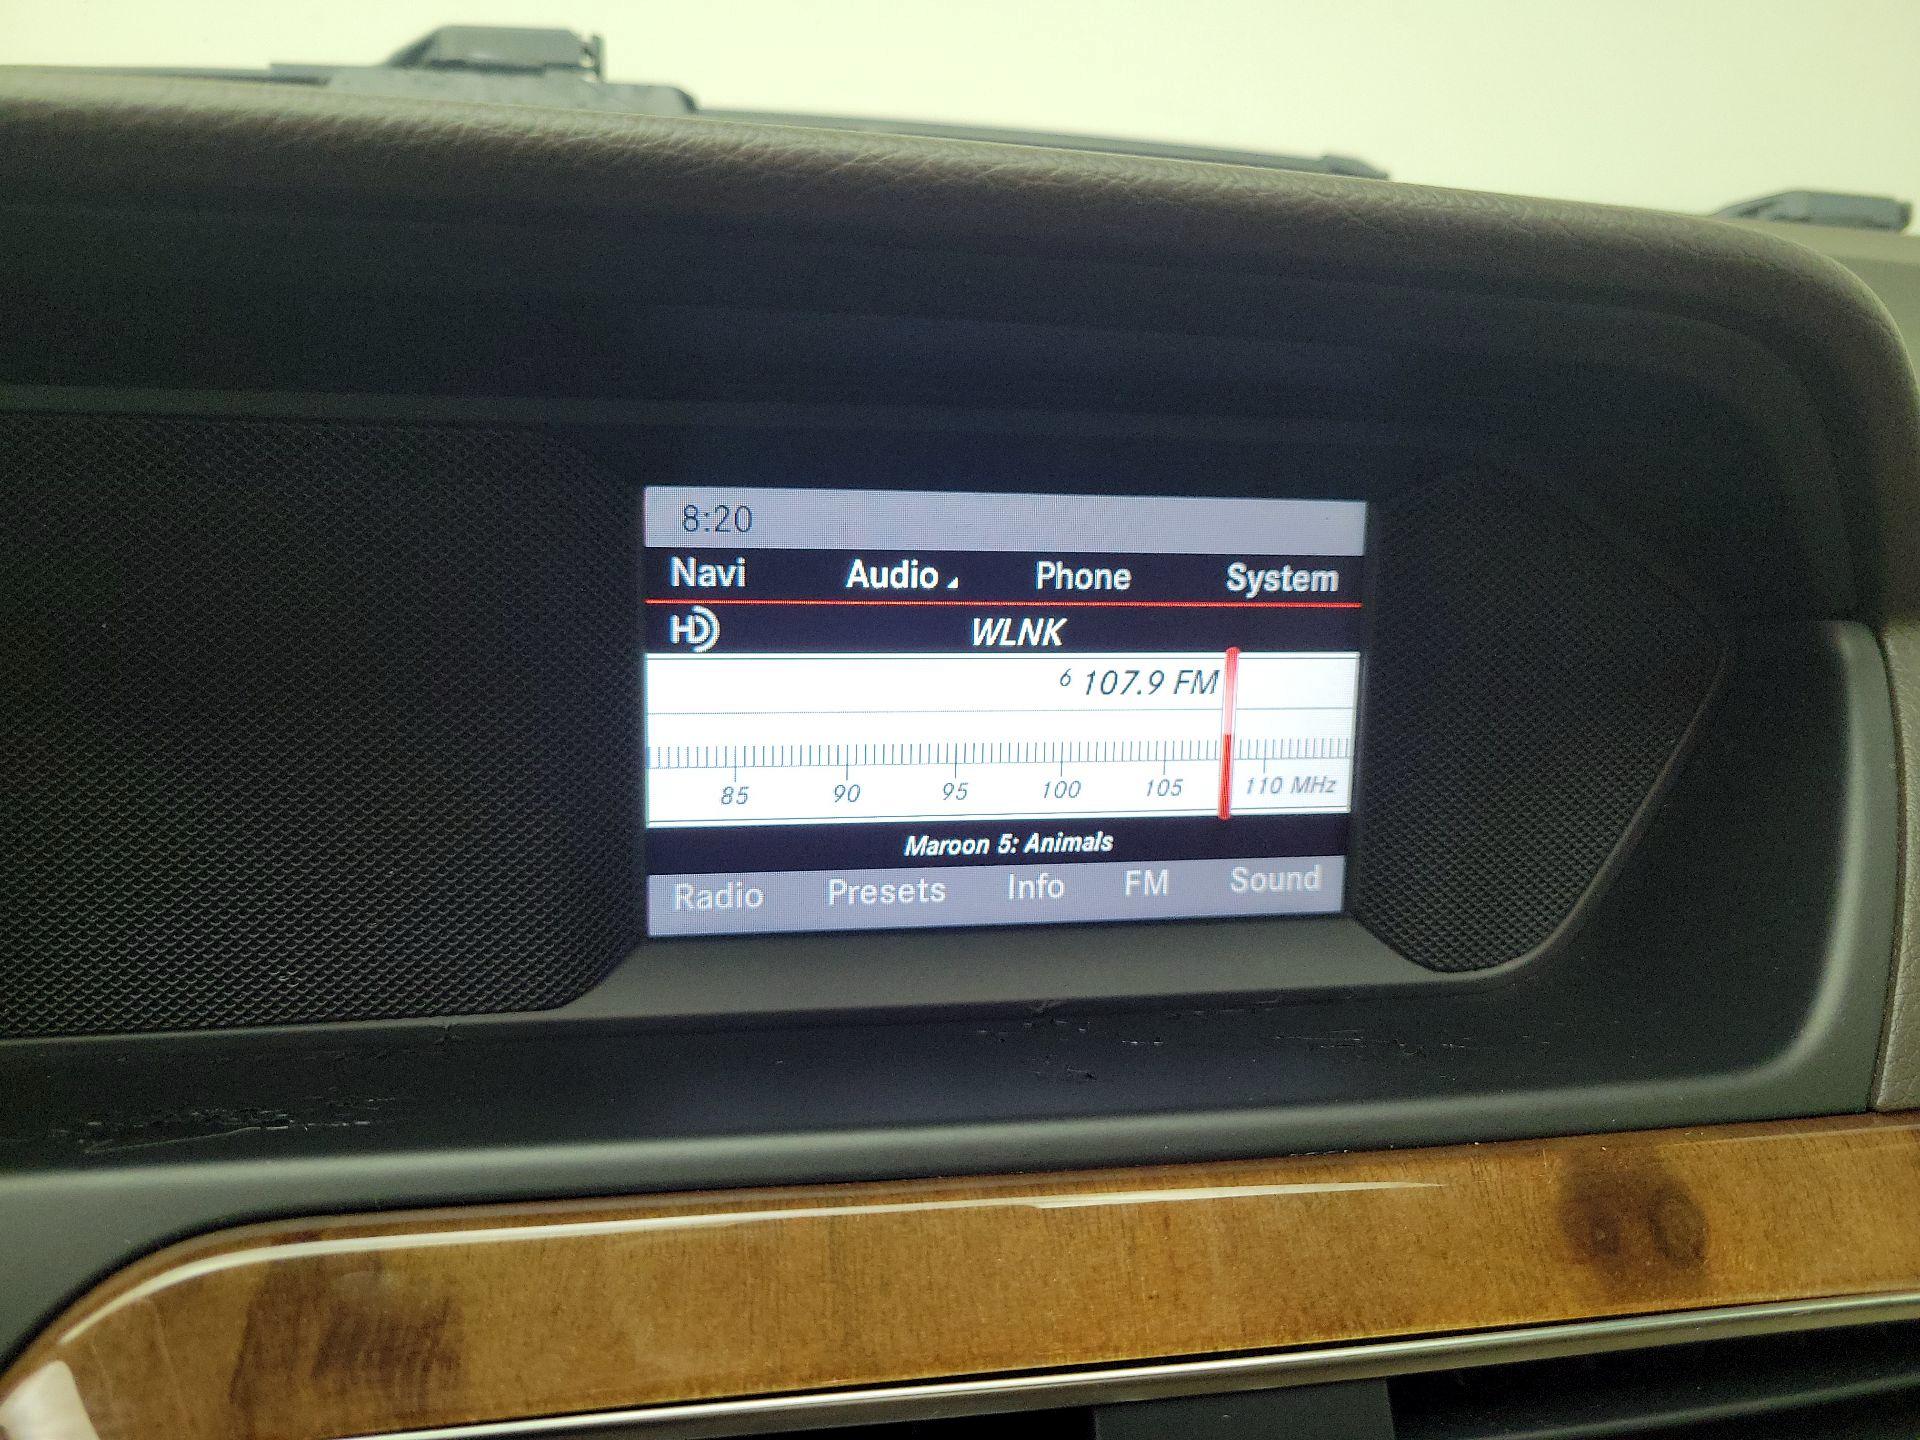 8:20
Navi Audio Phone System
HD WLNK
6 107.9 FM
85 90 95 100 105 110 MHz
Maroon 5: Animals
Radio Presets Info FM Sound